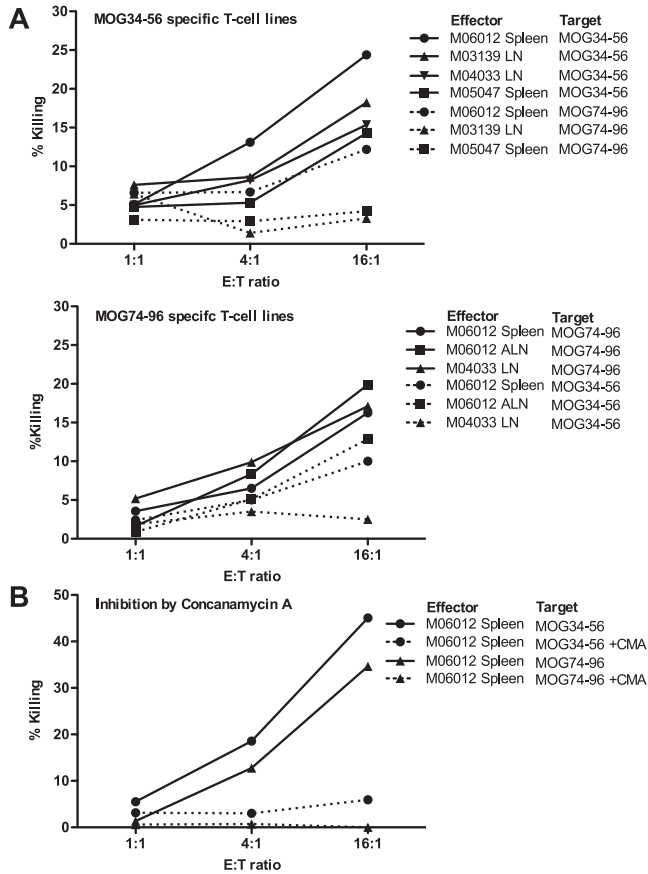 A
MOG34-56 specific T-cell lines
Effector Target
M06012 Spleen MOG34-56
M03139 LN MOG34-56
M04033 LN MOG34-56
M05047 Spleen MOG34-56
M06012 Spleen MOG74-96
M03139 LN MOG74-96
M05047 Spleen MOG74-96
% Killing
30
25
20
15
10
5
0
1:1 4:1 16:1
E:T ratio
MOG74-96 specifc T-cell lines
Effector Target
M06012 Spleen MOG74-96
M06012 ALN MOG74-96
M04033 LN MOG74-96
M06012 Spleen MOG34-56
M06012 ALN MOG34-56
M04033 LN MOG34-56
%Killing
30
25
20
15
10
5
0
1:1 4:1 16:1
E:T ratio
B
Inhibition by Concanamycin A
Effector Target
M06012 Spleen MOG34-56
M06012 Spleen MOG34-56 +CMA
M06012 Spleen MOG74-96
M06012 Spleen MOG74-96 +CMA
% Killing
50
40
30
20
10
0
1:1 4:1 16:1
E:T ratio